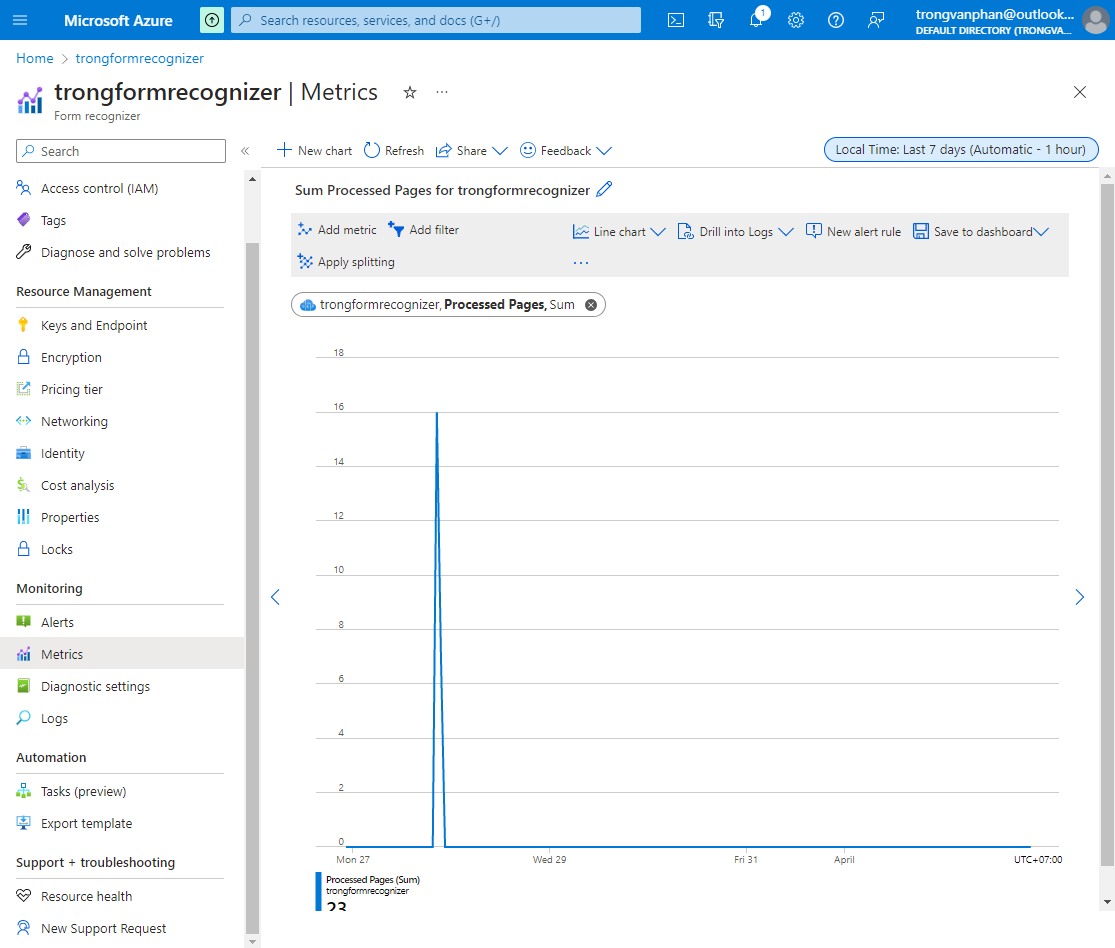 Microsoft Azure
Search resources, services, and docs (G+/)
1
trongvanphan@outlook...
DEFAULT DIRECTORY (TRONGVA...
Home > trongformrecognizer
trongformrecognizer | Metrics
...
Form recognizer
Search
«
New chart
Refresh
Share
Feedback
Local Time: Last 7 days (Automatic - 1 hour)
Access control (IAM)
Tags
Diagnose and solve problems
Resource Management
Keys and Endpoint
Encryption
Pricing tier
Networking
Identity
Cost analysis
Properties
Locks
Monitoring
Alerts
Metrics
Diagnostic settings
Logs
Automation
Tasks (preview)
Export template
Support + troubleshooting
Resource health
New Support Request
Sum Processed Pages for trongformrecognizer
Add metric
Add filter
Line chart
Drill into Logs
New alert rule
Save to dashboard
Apply splitting
...
trongformrecognizer, Processed Pages, Sum
18
16
14
12
10
8
6
4
2
0
Mon 27
Wed 29
Fri 31
April
UTC+07:00
Processed Pages (Sum)
trongformrecognizer
23